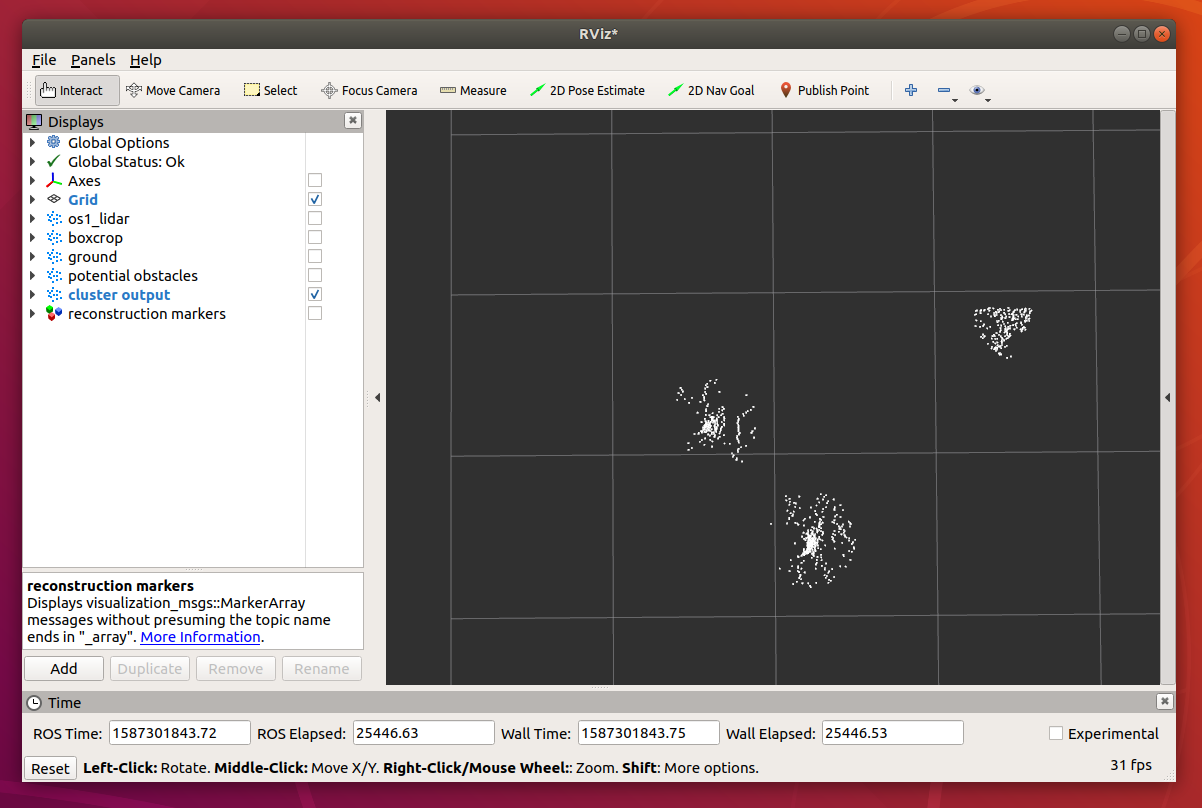 RViz*
File Panels Help
Interact Move Camera Select Focus Camera Measure 2D Pose Estimate 2D Nav Goal Publish Point
Displays
Global Options
Global Status: Ok
Axes
Grid
os1_lidar
boxcrop
ground
potential obstacles
cluster output
reconstruction markers
reconstruction markers
Displays visualization_msgs::MarkerArray
messages without presuming the topic name
ends in "_array". More Information.
Add Duplicate Remove Rename
Time
ROS Time: 1587301843.72 ROS Elapsed: 25446.63 Wall Time: 1587301843.75 Wall Elapsed: 25446.53 Experimental
Reset Left-Click: Rotate. Middle-Click: Move X/Y. Right-Click/Mouse Wheel:: Zoom. Shift: More options. 31 fps